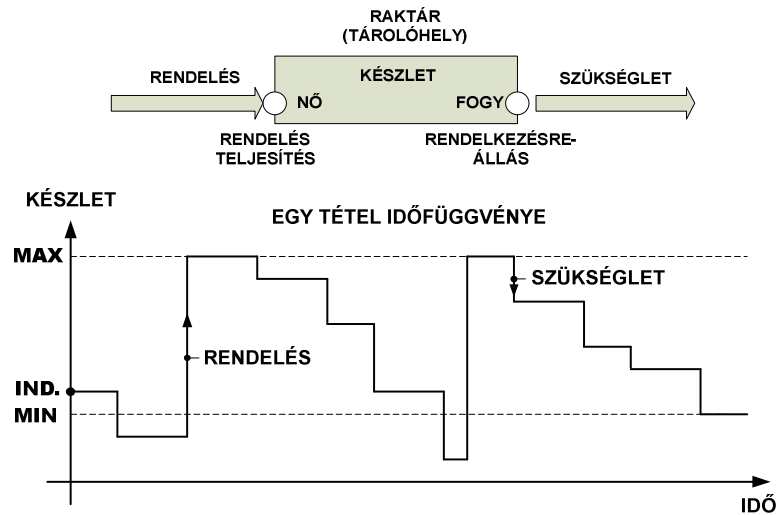 RAKTÁR
(TÁROLÓHELY)
RENDELÉS
KÉSZLET
SZÜKSÉGLET
NŐ
FOGY
RENDELÉS
TELJESÍTÉS
RENDELKEZÉSRE-
ÁLLÁS
KÉSZLET
EGY TÉTEL IDŐFÜGGVÉNYE
MAX
SZÜKSÉGLET
RENDELÉS
IND.
MIN
IDŐ